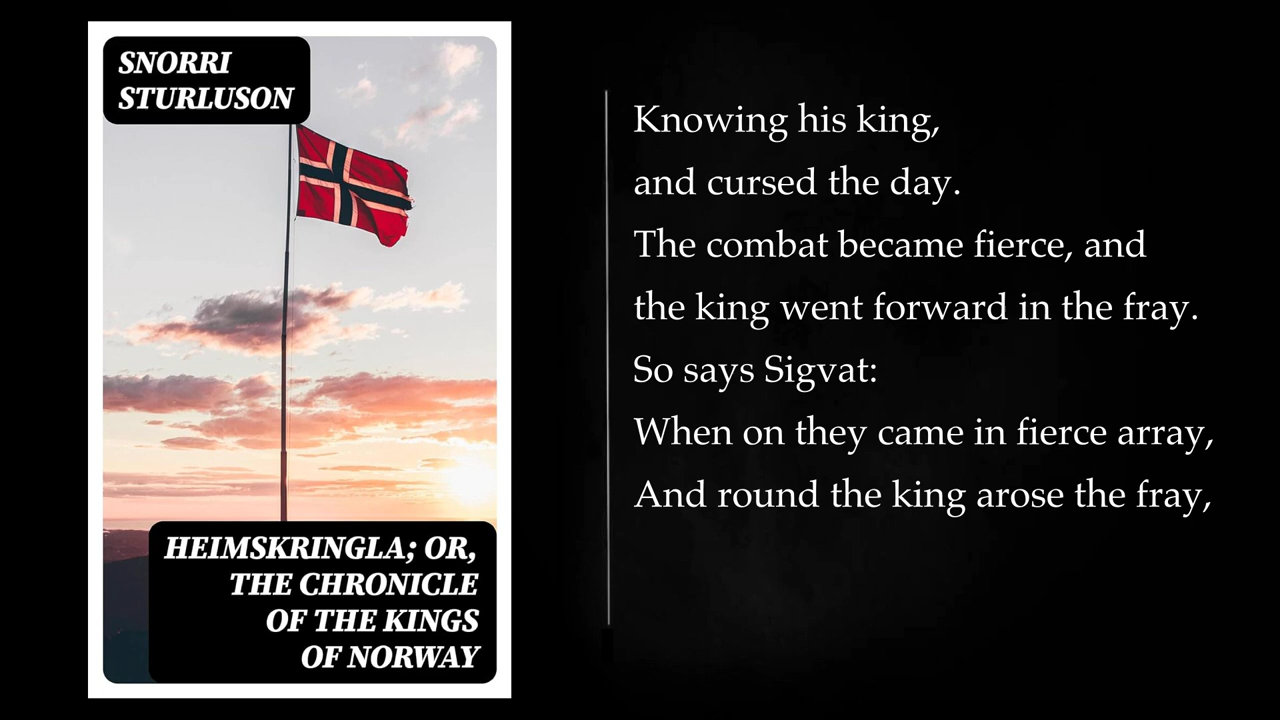 SNORRI
STURLUSON
HEIMSKRINGLA; OR,
THE CHRONICLE
OF THE KINGS
OF NORWAY
Knowing his king,
and cursed the day.
The combat became fierce, and
the king went forward in the fray.
So says Sigvat:
When on they came in fierce array,
And round the king arose the fray,